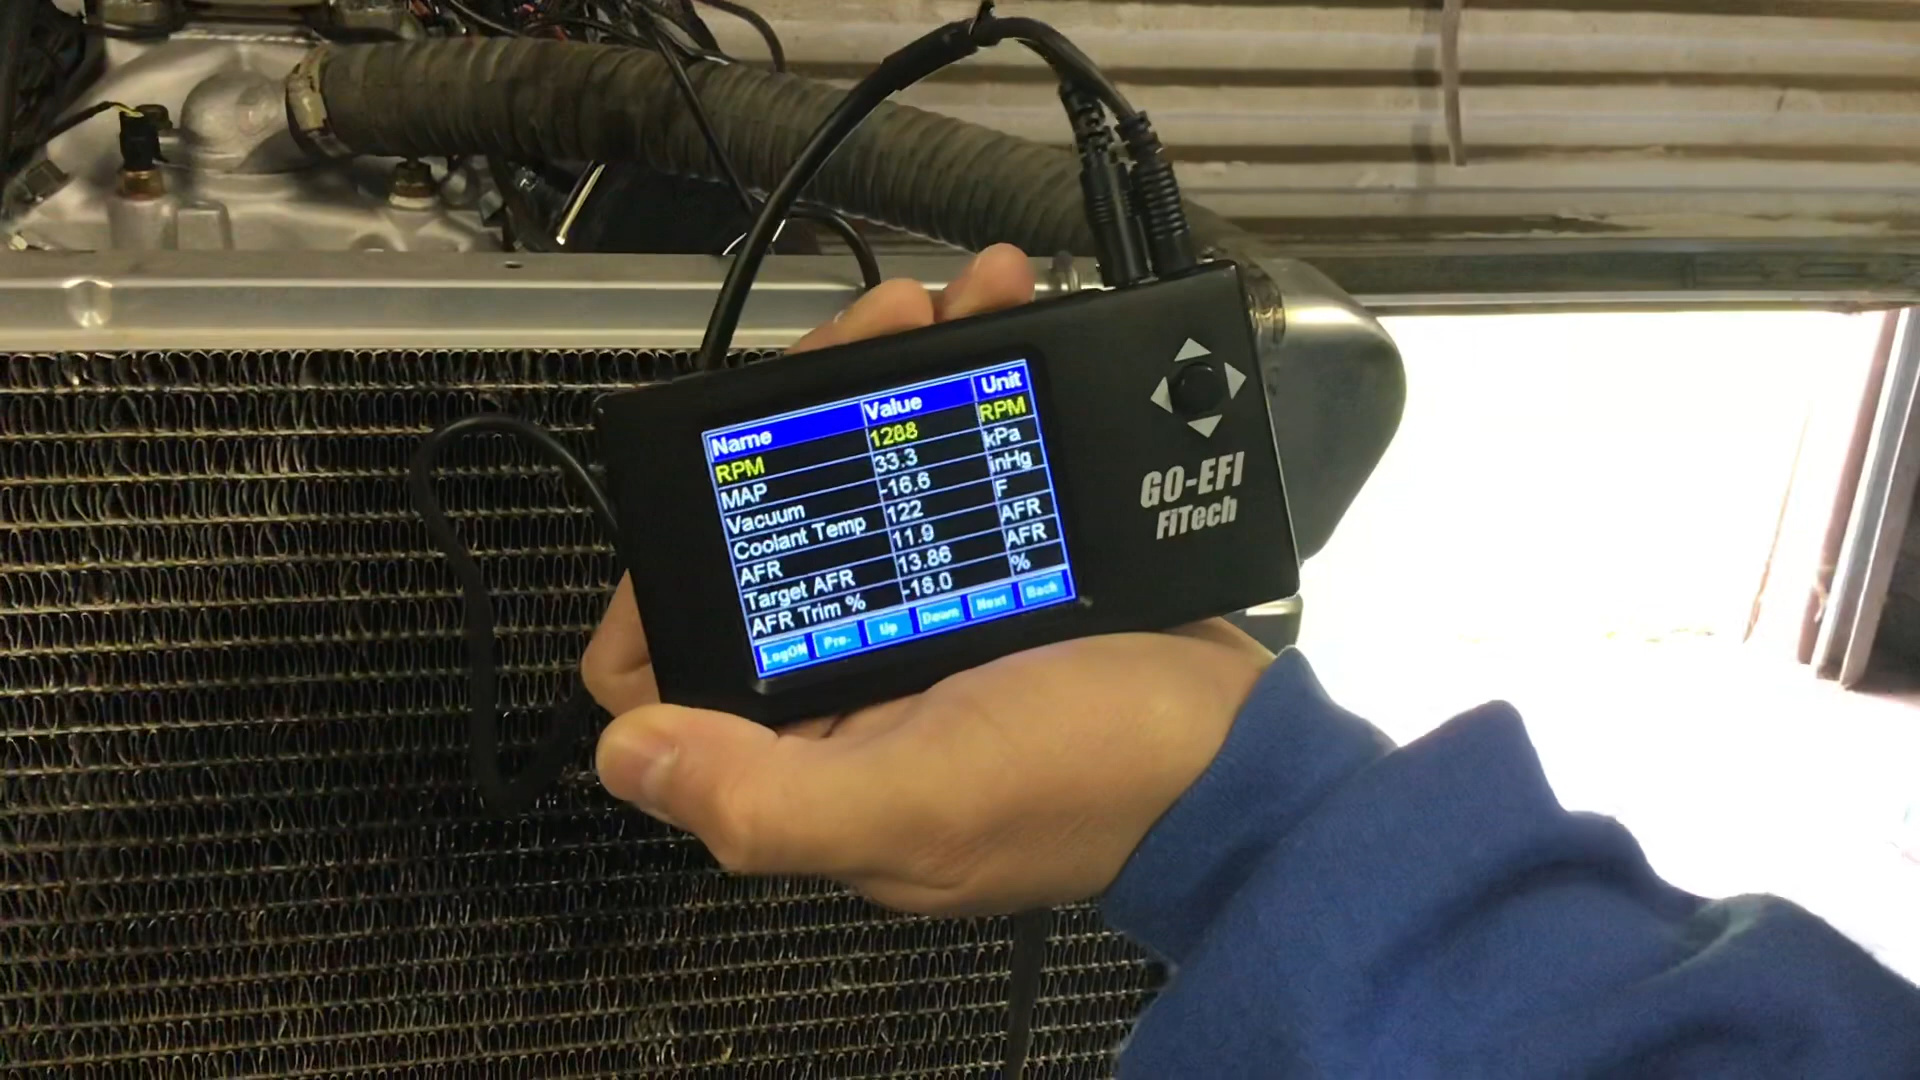 Name Value Unit
RPM 1288 RPM
MAP 33.3 kPa
Vacuum -16.6 inHg
Coolant Temp 122 F
AFR 11.9 AFR
Target AFR 13.86 AFR
AFR Trim % -18.0 %
LogON Pre. Up Down Next Back
GO-EFI
FiTech